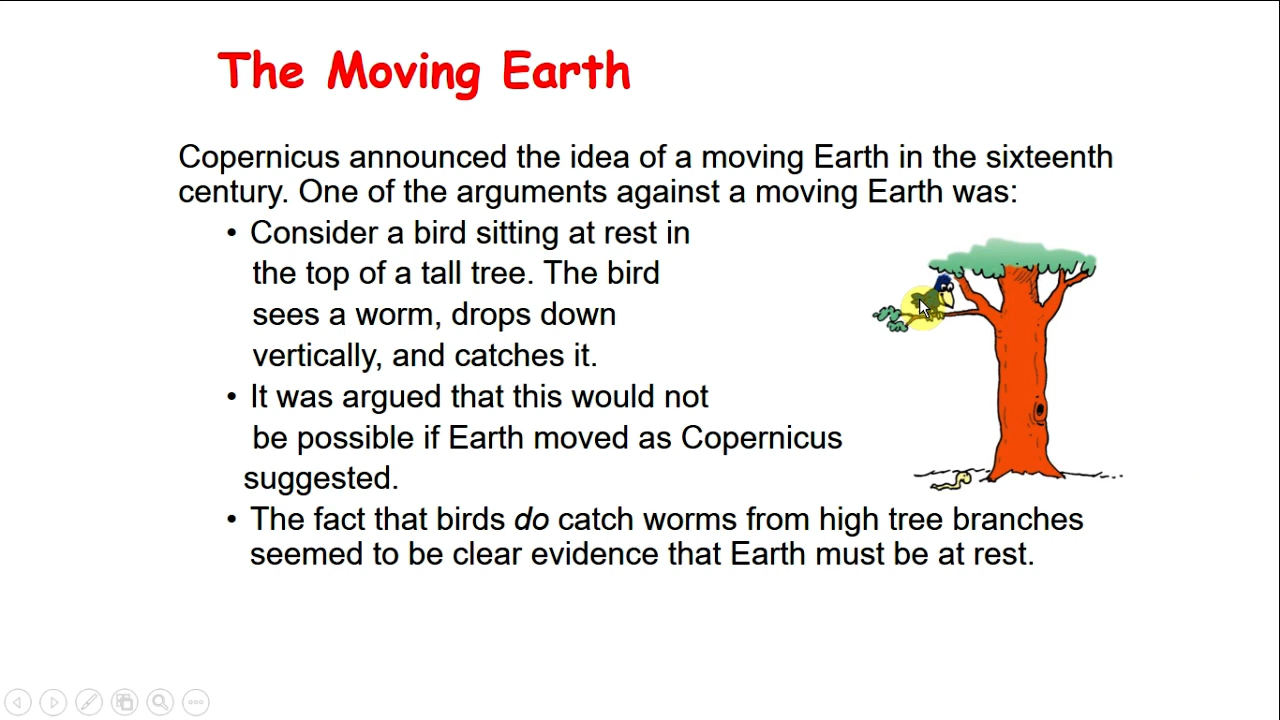 The Moving Earth
Copernicus announced the idea of a moving Earth in the sixteenth
century. One of the arguments against a moving Earth was:
• Consider a bird sitting at rest in
the top of a tall tree. The bird
sees a worm, drops down
vertically, and catches it.
• It was argued that this would not
be possible if Earth moved as Copernicus
suggested.
• The fact that birds do catch worms from high tree branches
seemed to be clear evidence that Earth must be at rest.